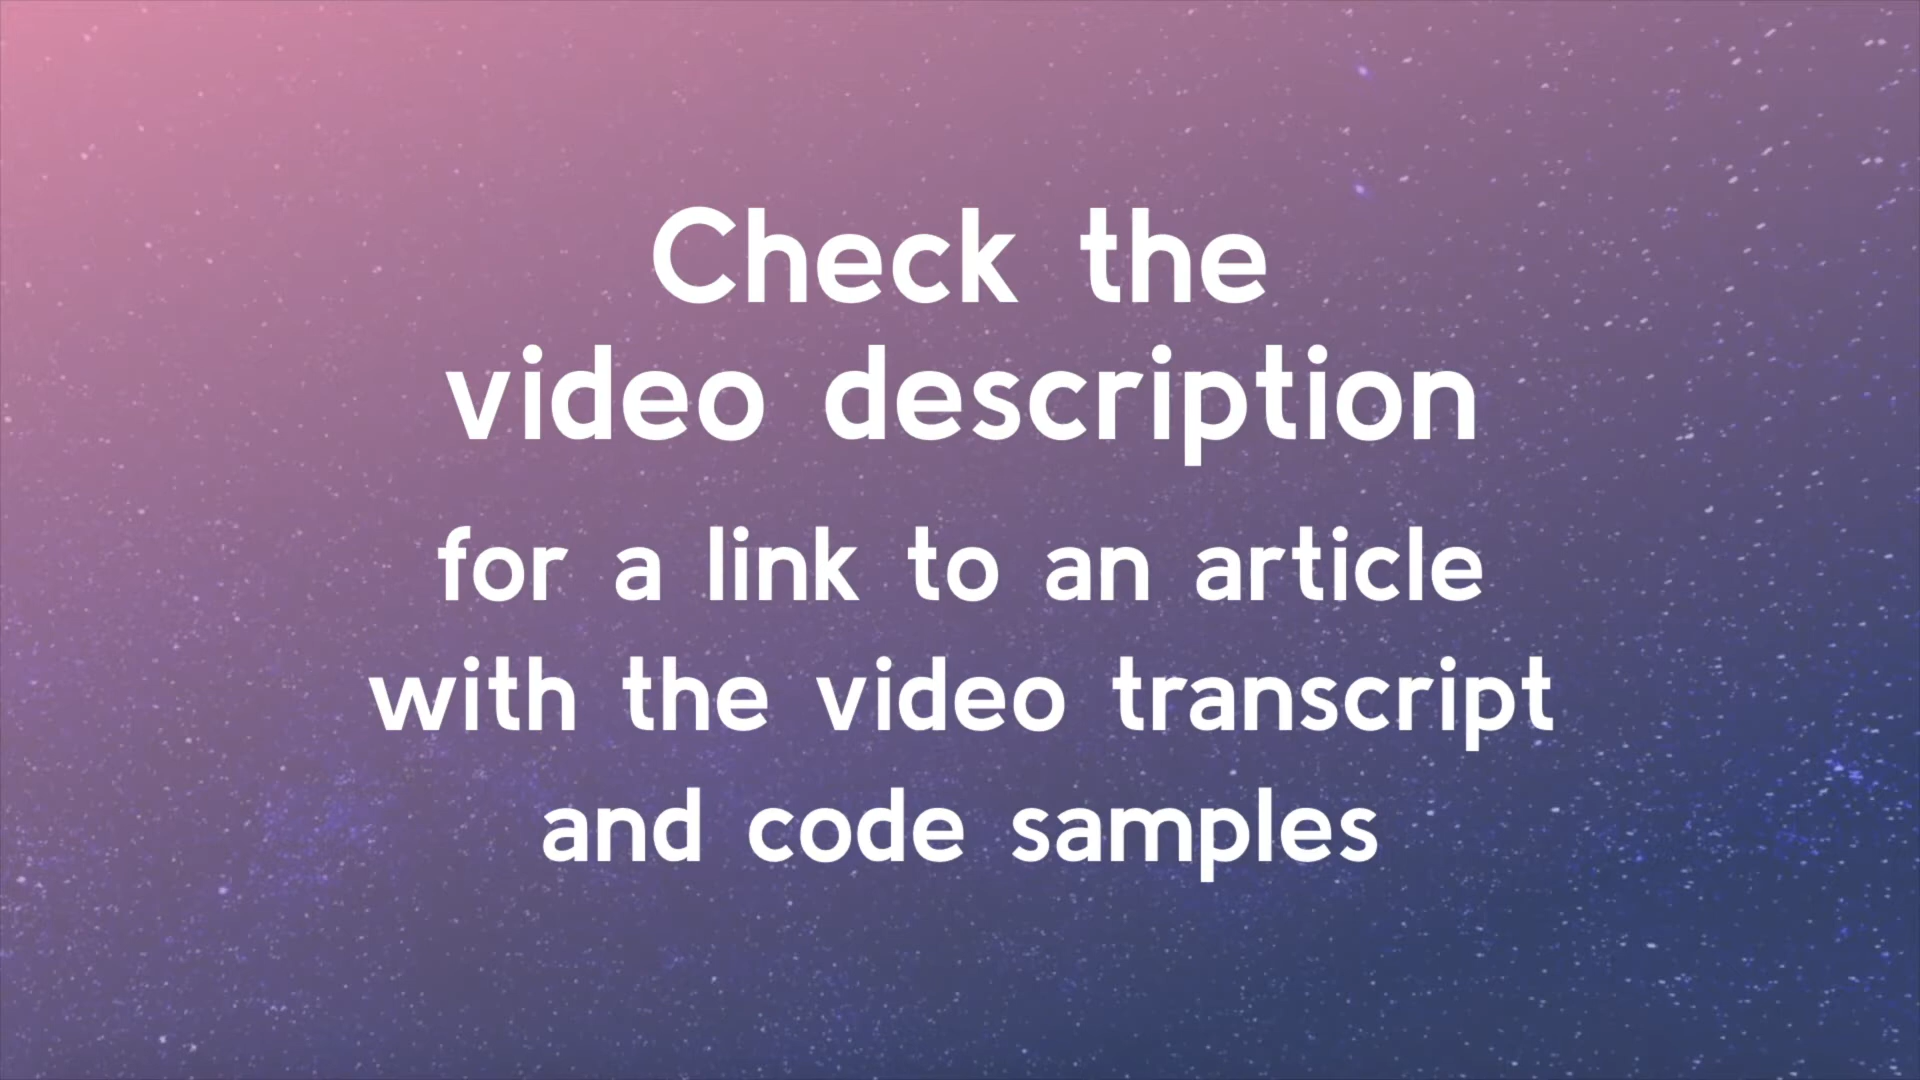 Check the
video description
for a link to an article
with the video transcript
and code samples